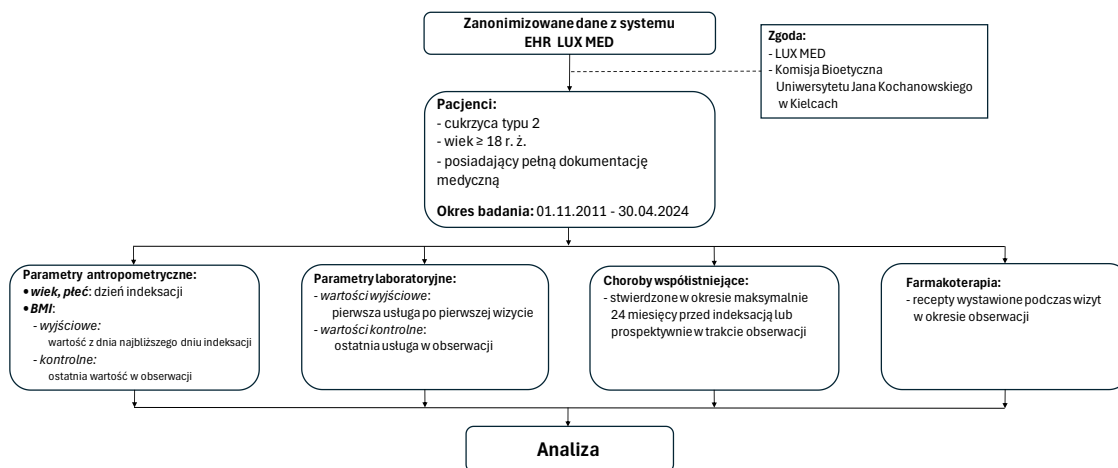 Zanonimizowane dane z systemu
EHR LUX MED
Zgoda:
- LUX MED
- Komisja Bioetyczna
Uniwersytetu Jana Kochanowskiego
w Kielcach
Pacjenci:
- cukrzyca typu 2
- wiek ≥ 18 r. ż.
- posiadający pełną dokumentację
medyczną
Okres badania: 01.11.2011 - 30.04.2024
Parametry antropometryczne:
• wiek, płeć: dzień indeksacji
• BMI:
- wyjściowe:
wartość z dnia najbliższego dniu indeksacji
- kontrolne:
ostatnia wartość w obserwacji
Parametry laboratoryjne:
- wartości wyjściowe:
pierwsza usługa po pierwszej wizycie
- wartości kontrolne:
ostatnia usługa w obserwacji
Choroby współistniejące:
- stwierdzone w okresie maksymalnie
24 miesięcy przed indeksacją lub
prospektywnie w trakcie obserwacji
Farmakoterapia:
- recepty wystawione podczas wizyt
w okresie obserwacji
Analiza